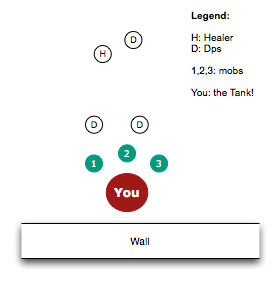 Legend:
D
H: Healer
H
D: Dps
1,2,3: mobs
You: the Tank!
D
D
2
1
3
You
Wall